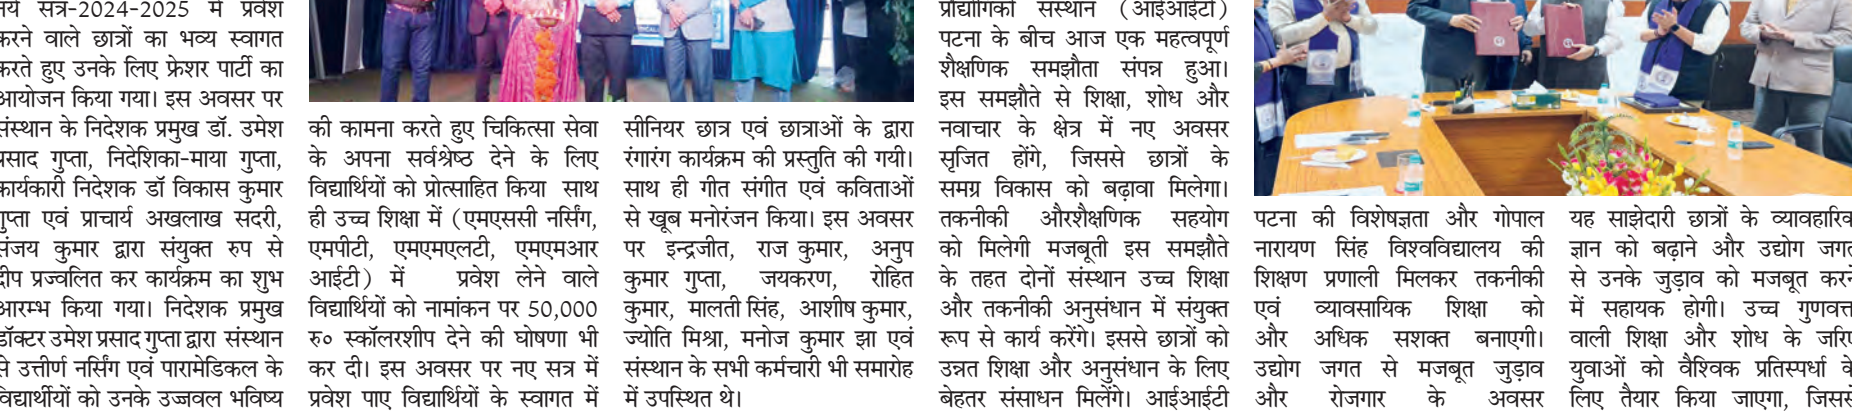 नये सत्र-2024-2025 में प्रवेश
करने वाले छात्रों का भव्य स्वागत
करते हुए उनके लिए फ्रेशर पार्टी का
आयोजन किया गया। इस अवसर पर
संस्थान के निदेशक प्रमुख डॉ. उमेश
प्रसाद गुप्ता, निदेशिका-माया गुप्ता,
कार्यकारी निदेशक डॉ विकास कुमार
गुप्ता एवं प्राचार्य अखलाख सदरी,
संजय कुमार द्वारा संयुक्त रुप से
दीप प्रज्वलित कर कार्यक्रम का शुभ
आरम्भ किया गया। निदेशक प्रमुख
डॉक्टर उमेश प्रसाद गुप्ता द्वारा संस्थान
से उत्तीर्ण नर्सिंग एवं पारामेडिकल के
विद्यार्थीयों को उनके उज्जवल भविष्य
की कामना करते हुए चिकित्सा सेवा
के अपना सर्वश्रेष्ठ देने के लिए
विद्यार्थियों को प्रोत्साहित किया साथ
ही उच्च शिक्षा में (एमएससी नर्सिंग,
एमपीटी, एमएमएलटी, एमएमआर
आईटी) में प्रवेश लेने वाले
विद्यार्थियों को नामांकन पर 50,000
रु० स्कॉलरशीप देने की घोषणा भी
कर दी। इस अवसर पर नए सत्र में
प्रवेश पाए विद्यार्थियों के स्वागत में
सीनियर छात्र एवं छात्राओं के द्वारा
रंगारंग कार्यक्रम की प्रस्तुति की गयी।
साथ ही गीत संगीत एवं कविताओं
से खूब मनोरंजन किया। इस अवसर
पर इन्द्रजीत, राज कुमार, अनुप
कुमार गुप्ता, जयकरण, रोहित
कुमार, मालती सिंह, आशीष कुमार,
ज्योति मिश्रा, मनोज कुमार झा एवं
संस्थान के सभी कर्मचारी भी समारोह
में उपस्थित थे।
प्रौद्योगिकी संस्थान (आईआईटी)
पटना के बीच आज एक महत्वपूर्ण
शैक्षणिक समझौता संपन्न हुआ।
इस समझौते से शिक्षा, शोध और
नवाचार के क्षेत्र में नए अवसर
सृजित होंगे, जिससे छात्रों के
समग्र विकास को बढ़ावा मिलेगा।
तकनीकी औरशैक्षणिक सहयोग
को मिलेगी मजबूती इस समझौते
के तहत दोनों संस्थान उच्च शिक्षा
और तकनीकी अनुसंधान में संयुक्त
रूप से कार्य करेंगे। इससे छात्रों को
उन्नत शिक्षा और अनुसंधान के लिए
बेहतर संसाधन मिलेंगे। आईआईटी
पटना की विशेषज्ञता और गोपाल
नारायण सिंह विश्वविद्यालय की
शिक्षण प्रणाली मिलकर तकनीकी
एवं व्यावसायिक शिक्षा को
और अधिक सशक्त बनाएगी।
उद्योग जगत से मजबूत जुड़ाव
और रोजगार के अवसर
यह साझेदारी छात्रों के व्यावहारिक
ज्ञान को बढ़ाने और उद्योग जगत
से उनके जुड़ाव को मजबूत करने
में सहायक होगी। उच्च गुणवत्ता
वाली शिक्षा और शोध के जरिए
युवाओं को वैश्विक प्रतिस्पर्धा के
लिए तैयार किया जाएगा, जिससे